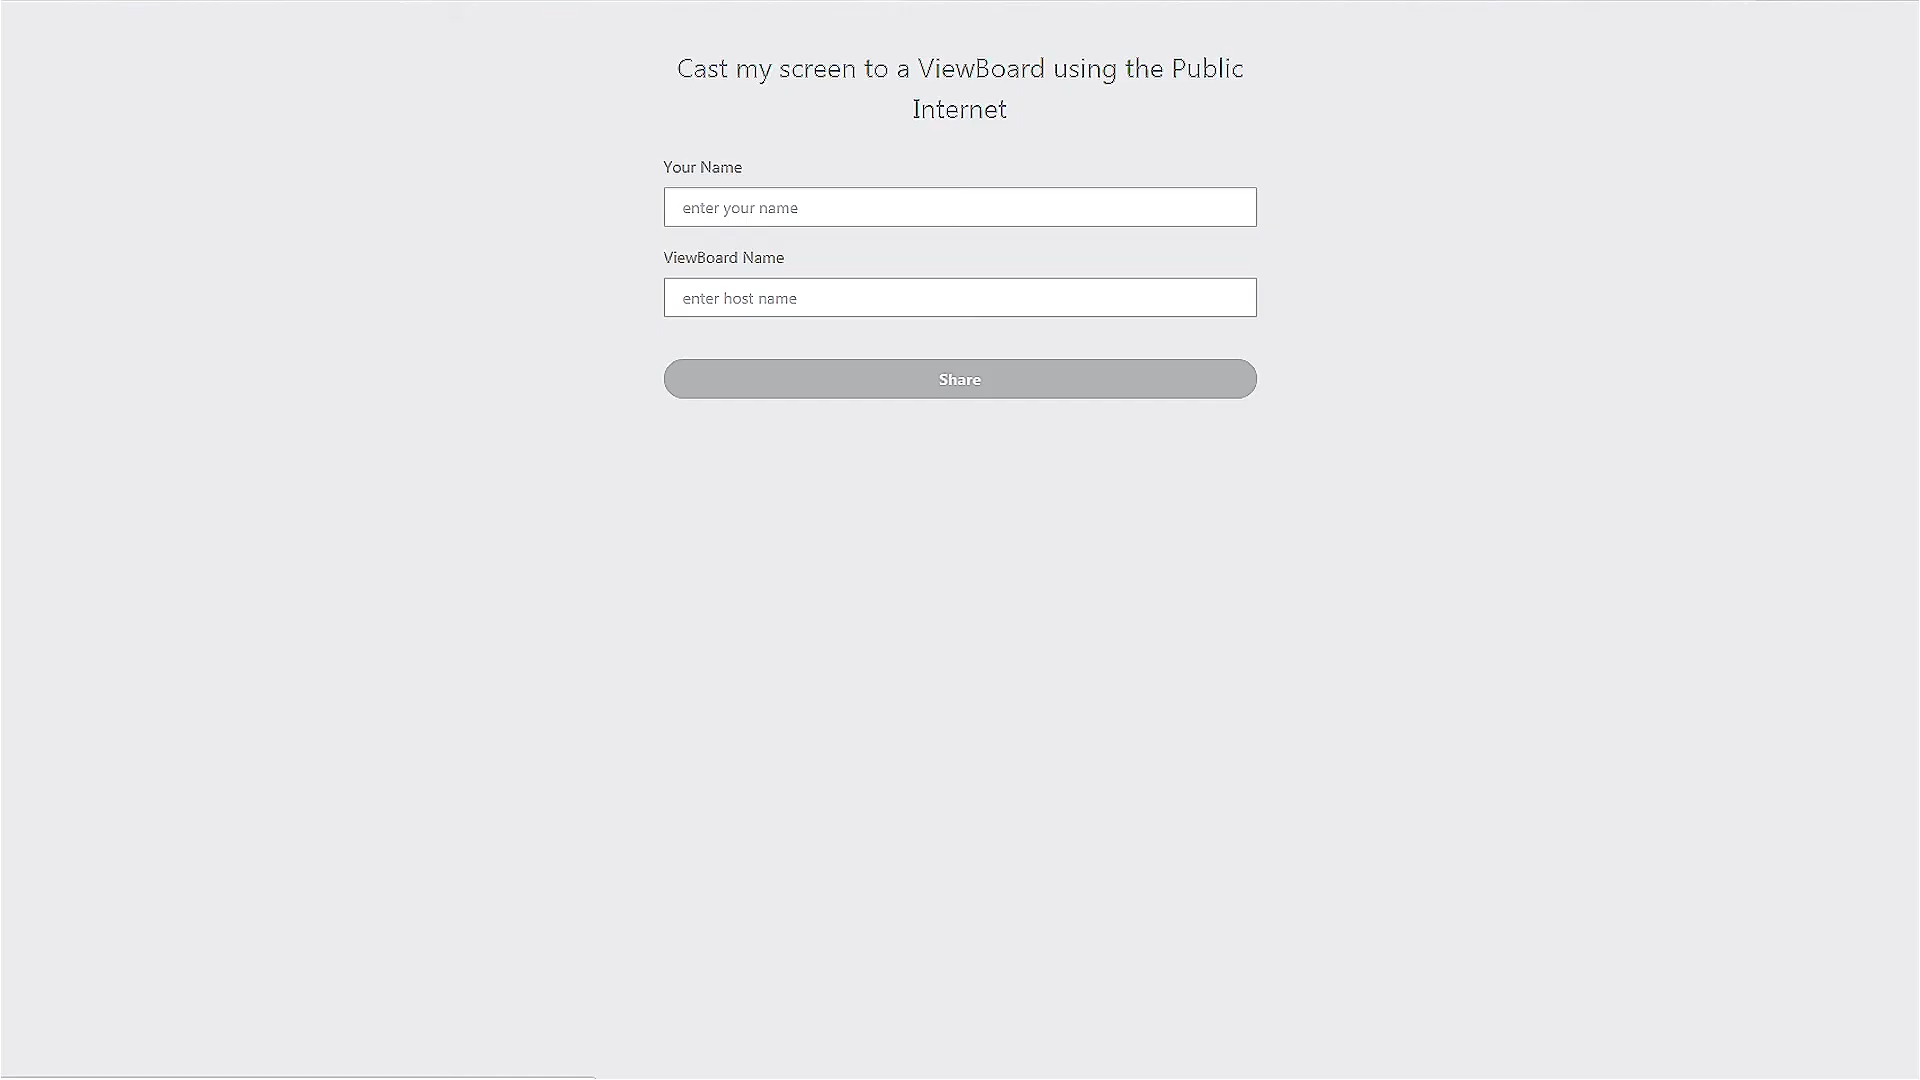 Cast my screen to a ViewBoard using the Public
Internet
Your Name
enter your name
ViewBoard Name
enter host name
Share